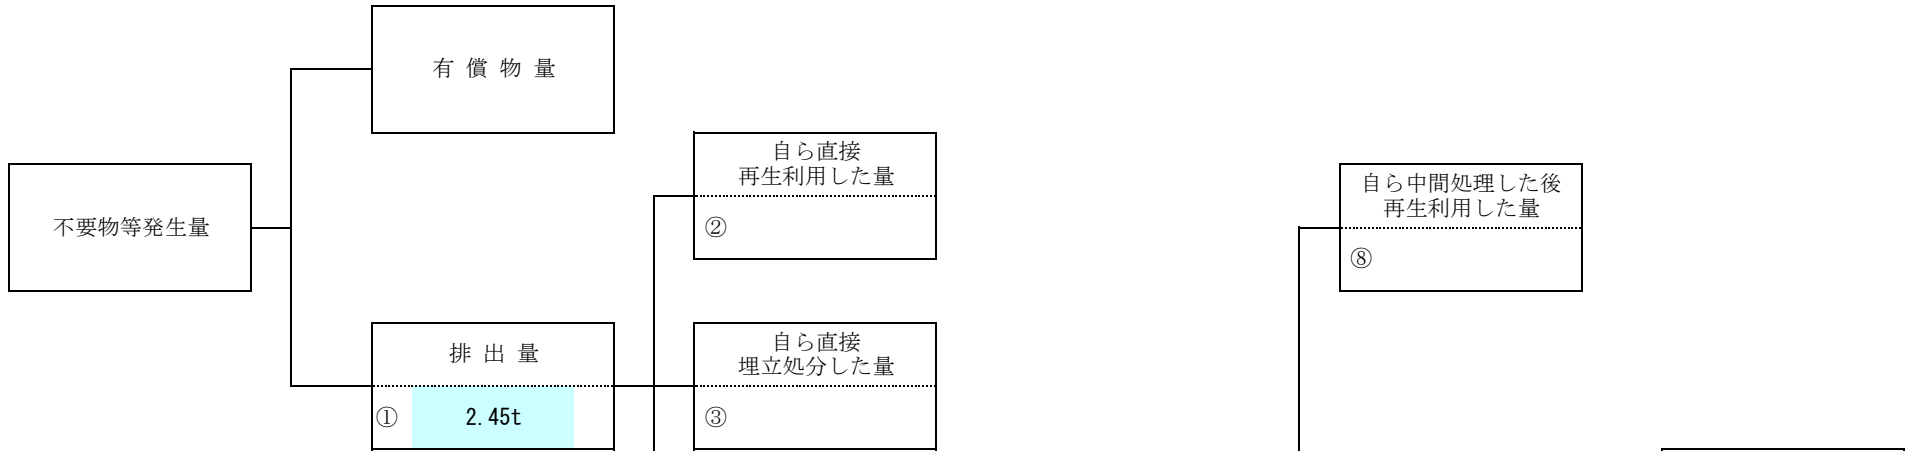 有 償 物 量
自ら直接
再生利用した量
②
不要物等発生量
自ら中間処理した後
再生利用した量
⑧
排 出 量
① 2.45t
自ら直接
埋立処分した量
③